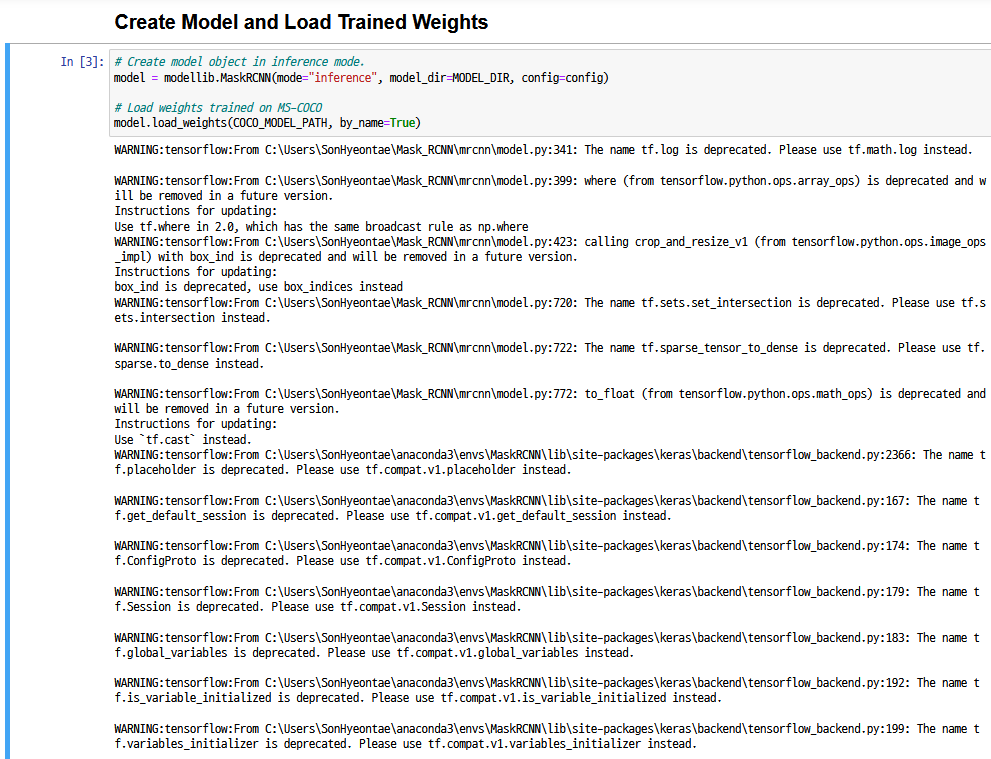 Create Model and Load Trained Weights
In [3]: # Create model object in inference mode.
model = modellib.MaskRCNN(mode="inference", model_dir=MODEL_DIR, config=config)
# Load weights trained on MS-COCO
model.load_weights(COCO_MODEL_PATH, by_name=True)
WARNING:tensorflow:From C:\Users\SonHyeontae\Mask_RCNN\mrcnn\model.py:341: The name tf.log is deprecated. Please use tf.math.log instead.
WARNING:tensorflow:From C:\Users\SonHyeontae\Mask_RCNN\mrcnn\model.py:399: where (from tensorflow.python.ops.array_ops) is deprecated and w
ill be removed in a future version.
Instructions for updating:
Use tf.where in 2.0, which has the same broadcast rule as np.where
WARNING:tensorflow:From C:\Users\SonHyeontae\Mask_RCNN\mrcnn\model.py:423: calling crop_and_resize_v1 (from tensorflow.python.ops.image_ops
_impl) with box_ind is deprecated and will be removed in a future version.
Instructions for updating:
box_ind is deprecated, use box_indices instead
WARNING:tensorflow:From C:\Users\SonHyeontae\Mask_RCNN\mrcnn\model.py:720: The name tf.sets.set_intersection is deprecated. Please use tf.s
ets.intersection instead.
WARNING:tensorflow:From C:\Users\SonHyeontae\Mask_RCNN\mrcnn\model.py:722: The name tf.sparse_tensor_to_dense is deprecated. Please use tf.
sparse.to_dense instead.
WARNING:tensorflow:From C:\Users\SonHyeontae\Mask_RCNN\mrcnn\model.py:772: to_float (from tensorflow.python.ops.math_ops) is deprecated and
will be removed in a future version.
Instructions for updating:
Use `tf.cast` instead.
WARNING:tensorflow:From C:\Users\SonHyeontae\anaconda3\envs\MaskRCNN\lib\site-packages\keras\backend\tensorflow_backend.py:2366: The name t
f.placeholder is deprecated. Please use tf.compat.v1.placeholder instead.
WARNING:tensorflow:From C:\Users\SonHyeontae\anaconda3\envs\MaskRCNN\lib\site-packages\keras\backend\tensorflow_backend.py:167: The name t
f.get_default_session is deprecated. Please use tf.compat.v1.get_default_session instead.
WARNING:tensorflow:From C:\Users\SonHyeontae\anaconda3\envs\MaskRCNN\lib\site-packages\keras\backend\tensorflow_backend.py:174: The name t
f.ConfigProto is deprecated. Please use tf.compat.v1.ConfigProto instead.
WARNING:tensorflow:From C:\Users\SonHyeontae\anaconda3\envs\MaskRCNN\lib\site-packages\keras\backend\tensorflow_backend.py:179: The name t
f.Session is deprecated. Please use tf.compat.v1.Session instead.
WARNING:tensorflow:From C:\Users\SonHyeontae\anaconda3\envs\MaskRCNN\lib\site-packages\keras\backend\tensorflow_backend.py:183: The name t
f.global_variables is deprecated. Please use tf.compat.v1.global_variables instead.
WARNING:tensorflow:From C:\Users\SonHyeontae\anaconda3\envs\MaskRCNN\lib\site-packages\keras\backend\tensorflow_backend.py:192: The name t
f.is_variable_initialized is deprecated. Please use tf.compat.v1.is_variable_initialized instead.
WARNING:tensorflow:From C:\Users\SonHyeontae\anaconda3\envs\MaskRCNN\lib\site-packages\keras\backend\tensorflow_backend.py:199: The name t
f.variables_initializer is deprecated. Please use tf.compat.v1.variables_initializer instead.